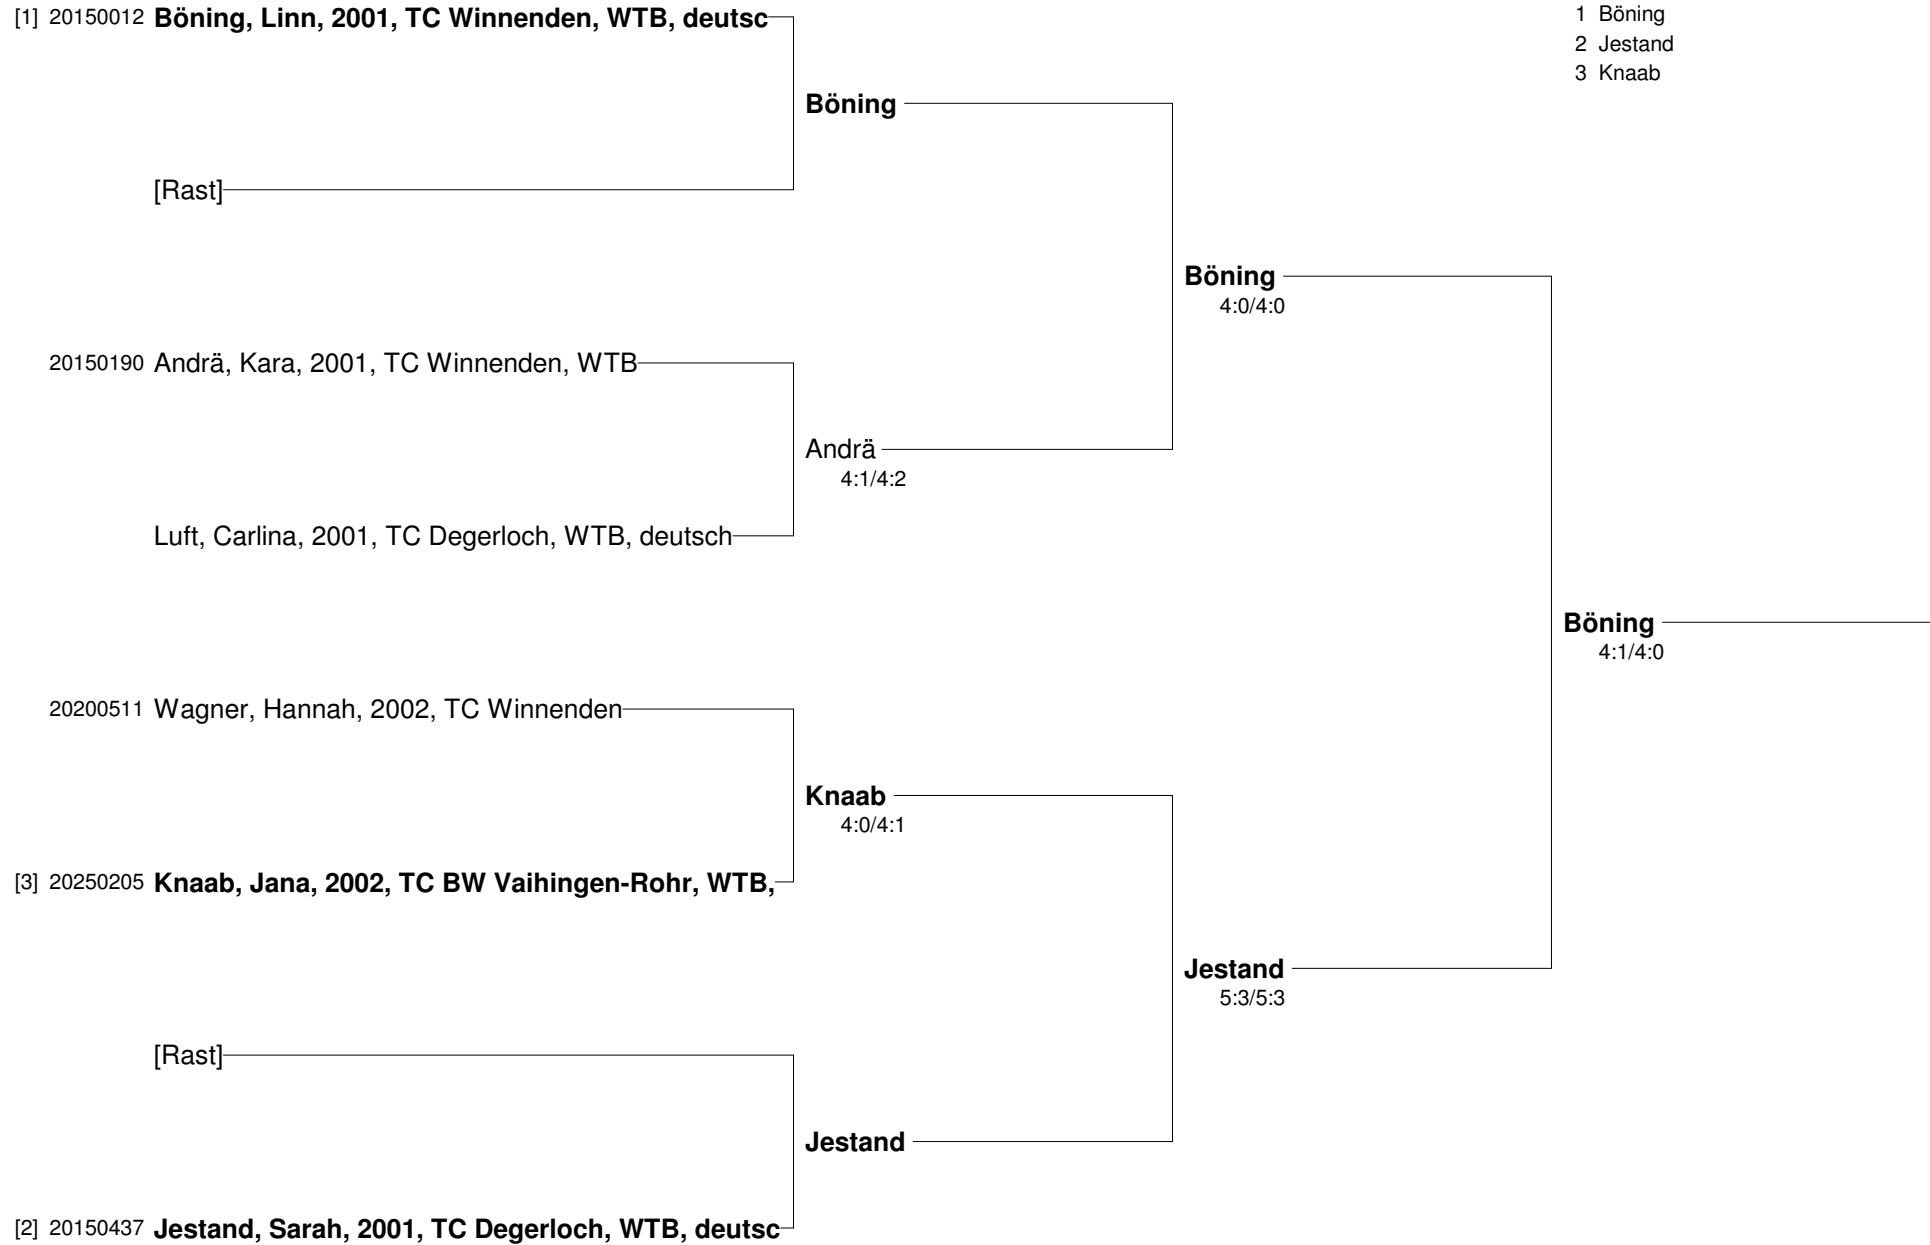 [1] 20150012 Böning, Linn, 2001, TC Winnenden, WTB, deutsc
1 Böning
2 Jestand
3 Knaab
Böning
[Rast]
Böning
4:0/4:0
20150190 Andrä, Kara, 2001, TC Winnenden, WTB
Andrä
4:1/4:2
Luft, Carlina, 2001, TC Degerloch, WTB, deutsch
Böning
4:1/4:0
20200511 Wagner, Hannah, 2002, TC Winnenden
Knaab
4:0/4:1
[3] 20250205 Knaab, Jana, 2002, TC BW Vaihingen-Rohr, WTB,
Jestand
5:3/5:3
[Rast]
Jestand
[2] 20150437 Jestand, Sarah, 2001, TC Degerloch, WTB, deutsc